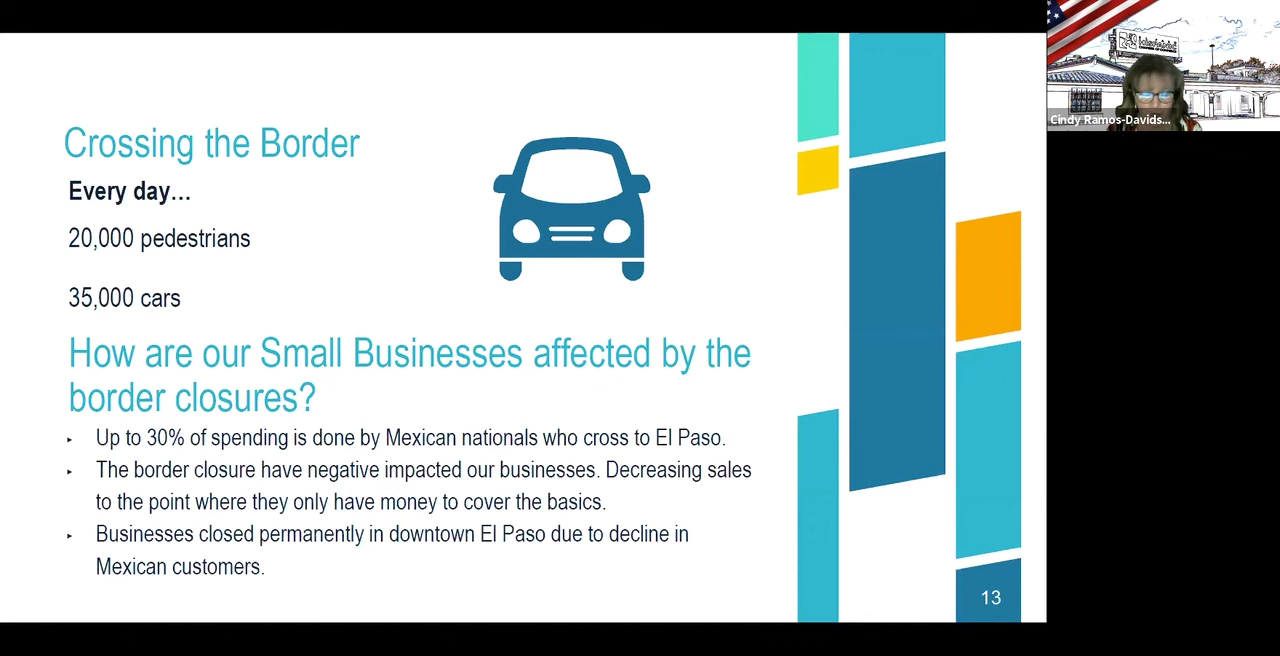 Crossing the Border
Every day...
20,000 pedestrians
35,000 cars
How are our Small Businesses affected by the
border closures?
▸ Up to 30% of spending is done by Mexican nationals who cross to El Paso.
▸ The border closure have negative impacted our businesses. Decreasing sales
to the point where they only have money to cover the basics.
▸ Businesses closed permanently in downtown El Paso due to decline in
Mexican customers.
13
Cindy Ramos-Davids...